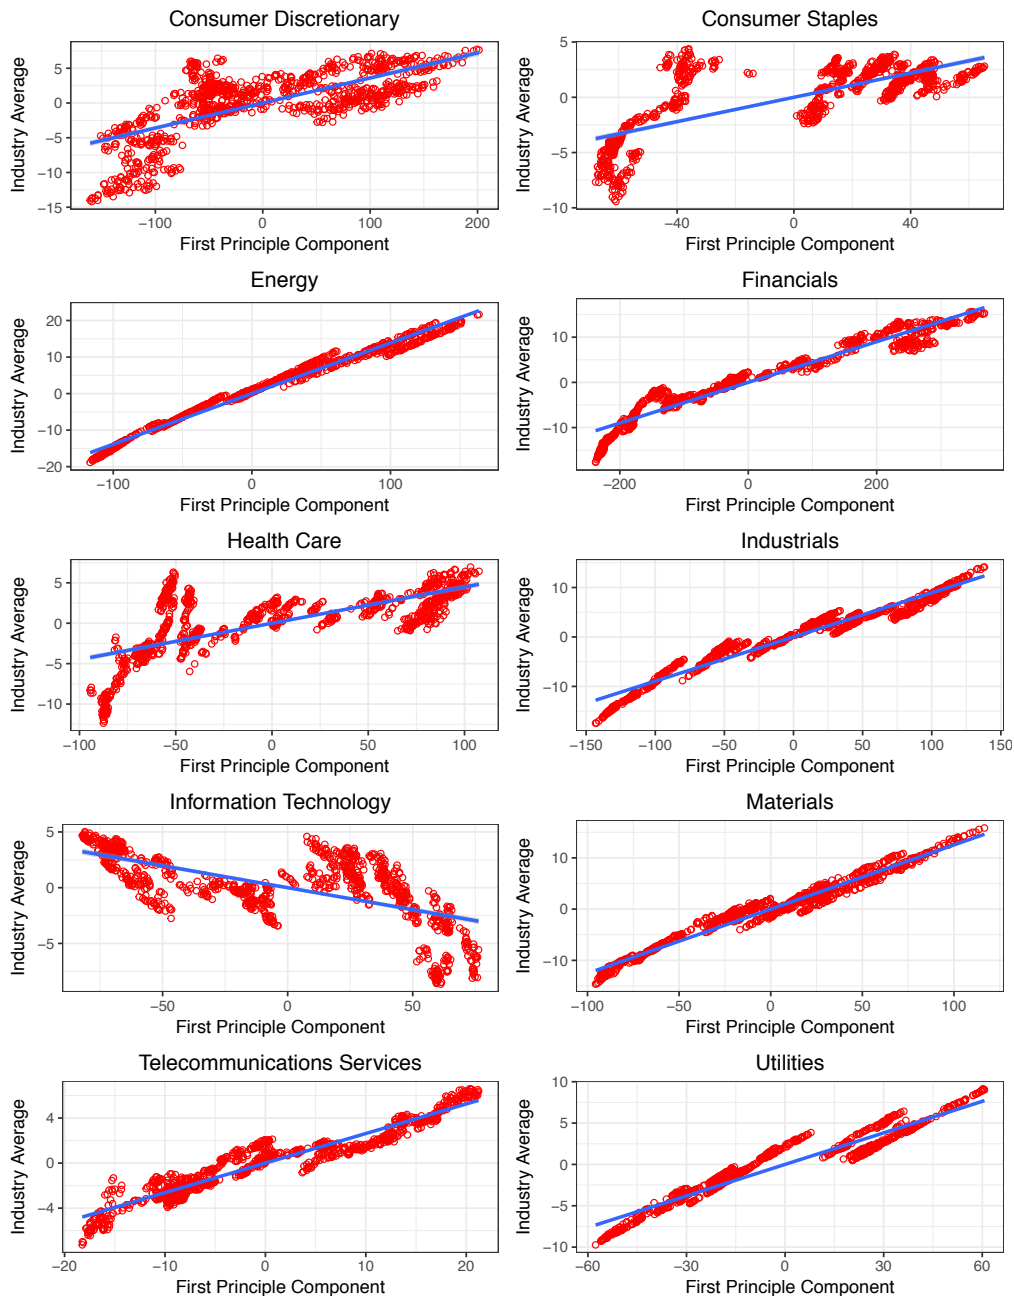 Consumer Discretionary
Industry Average
5
0
−5
−10
−15
−100
0
100
200
First Principle Component
Consumer Staples
Industry Average
5
0
−5
−10
−40
0
40
First Principle Component
Energy
Industry Average
20
10
0
−10
−20
−100
0
100
First Principle Component
Financials
Industry Average
10
0
−10
−200
0
200
First Principle Component
Health Care
Industry Average
5
0
−5
−10
−100
−50
0
50
100
First Principle Component
Industrials
Industry Average
10
0
−10
−150
−100
−50
0
50
100
150
First Principle Component
Information Technology
Industry Average
5
0
−5
−50
0
50
First Principle Component
Materials
Industry Average
10
0
−10
−100
−50
0
50
100
First Principle Component
Telecommunications Services
Industry Average
4
0
−4
−20
−10
0
10
20
First Principle Component
Utilities
Industry Average
10
5
0
−5
−10
−60
−30
0
30
60
First Principle Component